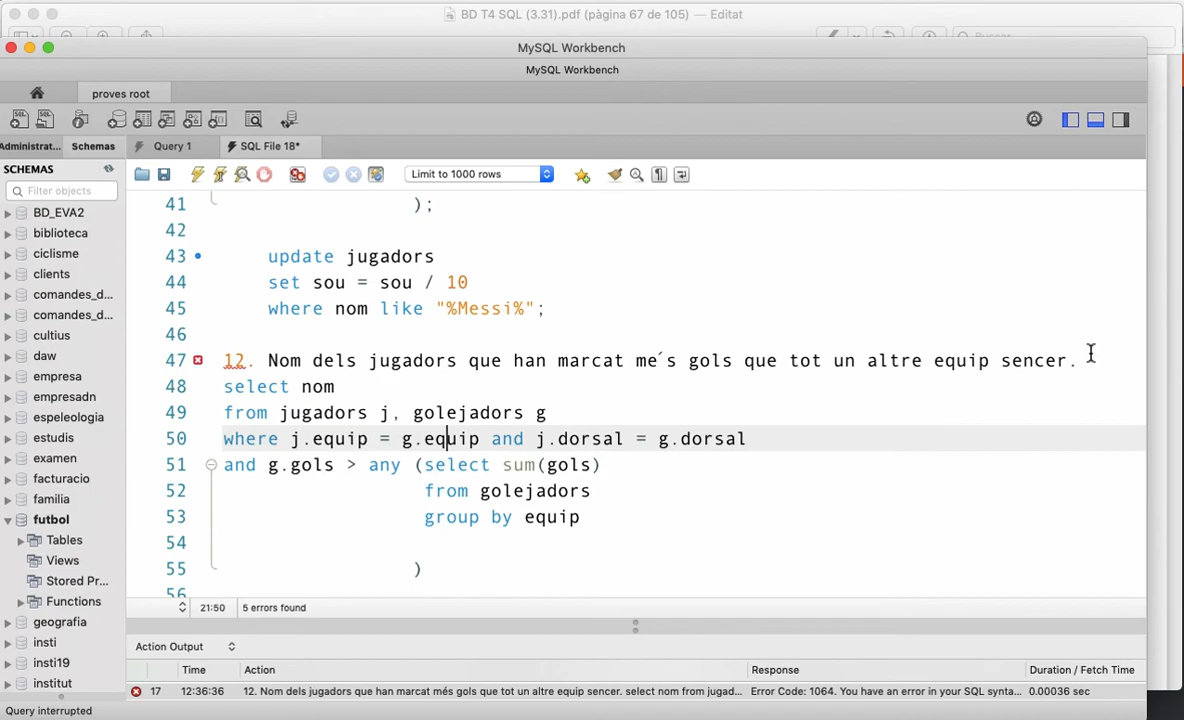 BD T4 SQL (3.31).pdf (pàgina 67 de 105) — Editat
MySQL Workbench
MySQL Workbench
proves root
Administrat... Schemas Query 1 SQL File 18*
SCHEMAS
Limit to 1000 rows
Filter objects
BD_EVA2
biblioteca
ciclisme
clients
comandes_d...
comandes_d...
cultius
daw
empresa
empresadn
espeleologia
estudis
examen
facturacio
familia
futbol
Tables
Views
Stored Pr...
Functions
geografia
insti
insti19
institut
41 );
42
43 update jugadors
44 set sou = sou / 10
45 where nom like "%Messi%";
46
47 12. Nom dels jugadors que han marcat me´s gols que tot un altre equip sencer.
48 select nom
49 from jugadors j, golejadors g
50 where j.equip = g.equip and j.dorsal = g.dorsal
51 and g.gols > any (select sum(gols)
52 from golejadors
53 group by equip
54
55 )
56
21:50 5 errors found
Action Output
Time Action Response Duration / Fetch Time
17 12:36:36 12. Nom dels jugadors que han marcat més gols que tot un altre equip sencer. select nom from jugad... Error Code: 1064. You have an error in your SQL synta... 0.00036 sec
Query interrupted